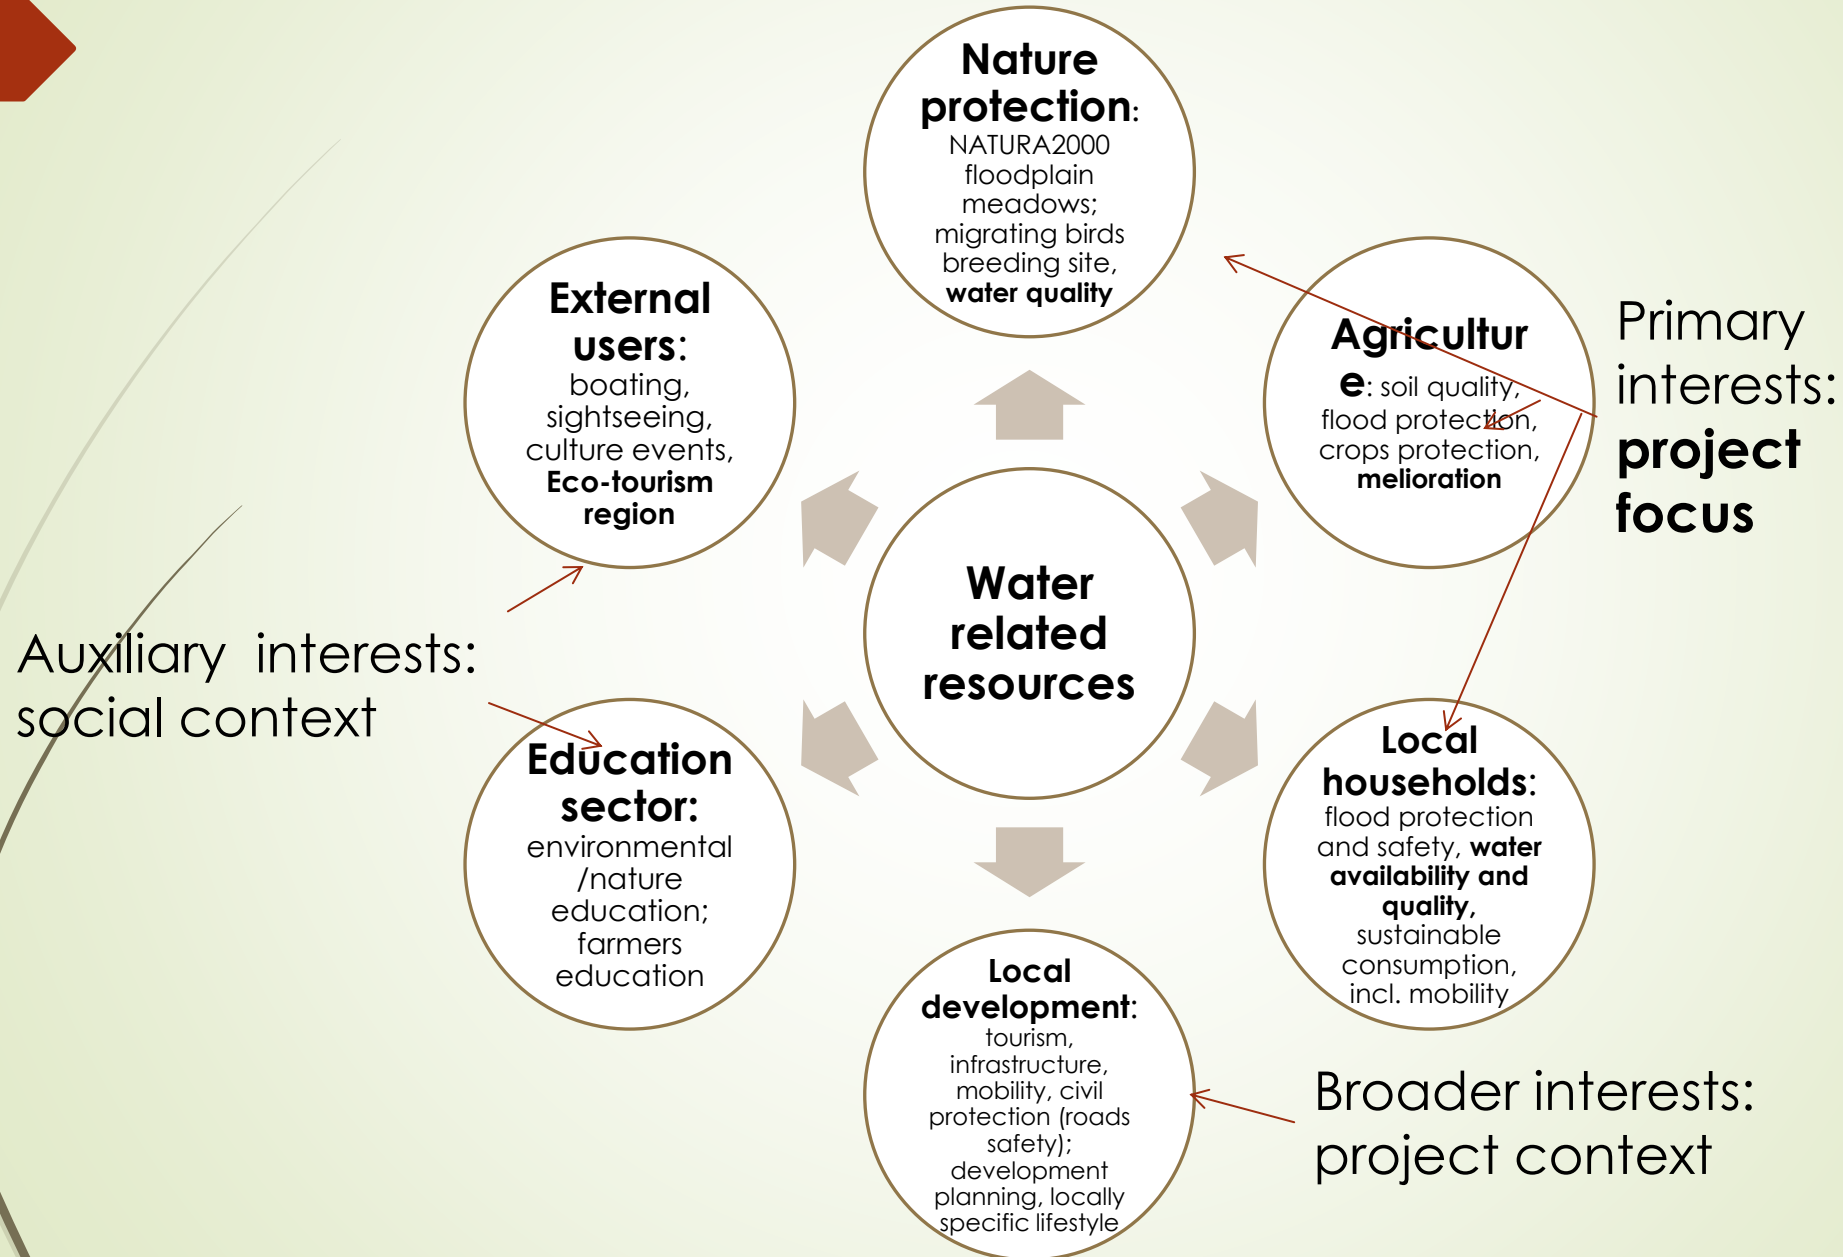 Nature
protection:
NATURA2000
floodplain
meadows;
migrating birds
breeding site,
water quality
External
users:
boating,
sightseeing,
culture events,
Eco-tourism
region
Agricultur
e: soil quality,
flood protection,
crops protection,
melioration
Primary
interests:
project
focus
Water
related
resources
Auxiliary interests:
social context
Education
sector:
environmental
/nature
education;
farmers
education
Local
households:
flood protection
and safety, water
availability and
quality,
sustainable
consumption,
incl. mobility
Local
development:
tourism,
infrastructure,
mobility, civil
protection (roads
safety);
development
planning, locally
specific lifestyle
Broader interests:
project context